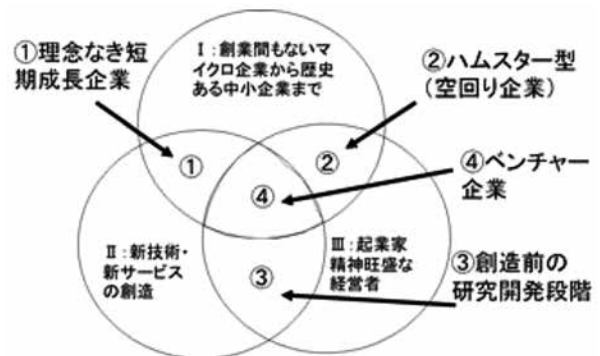 ①理念なき短
期成長企業
Ⅰ：創業間もないマ
イクロ企業から歴史
ある中小企業まで
②ハムスター型
（空回り企業）
①
②
④
④ベンチャー
企業
Ⅱ：新技術・
新サービス
の創造
③
Ⅲ：起業家
精神旺盛な
経営者
③創造前の
研究開発段階